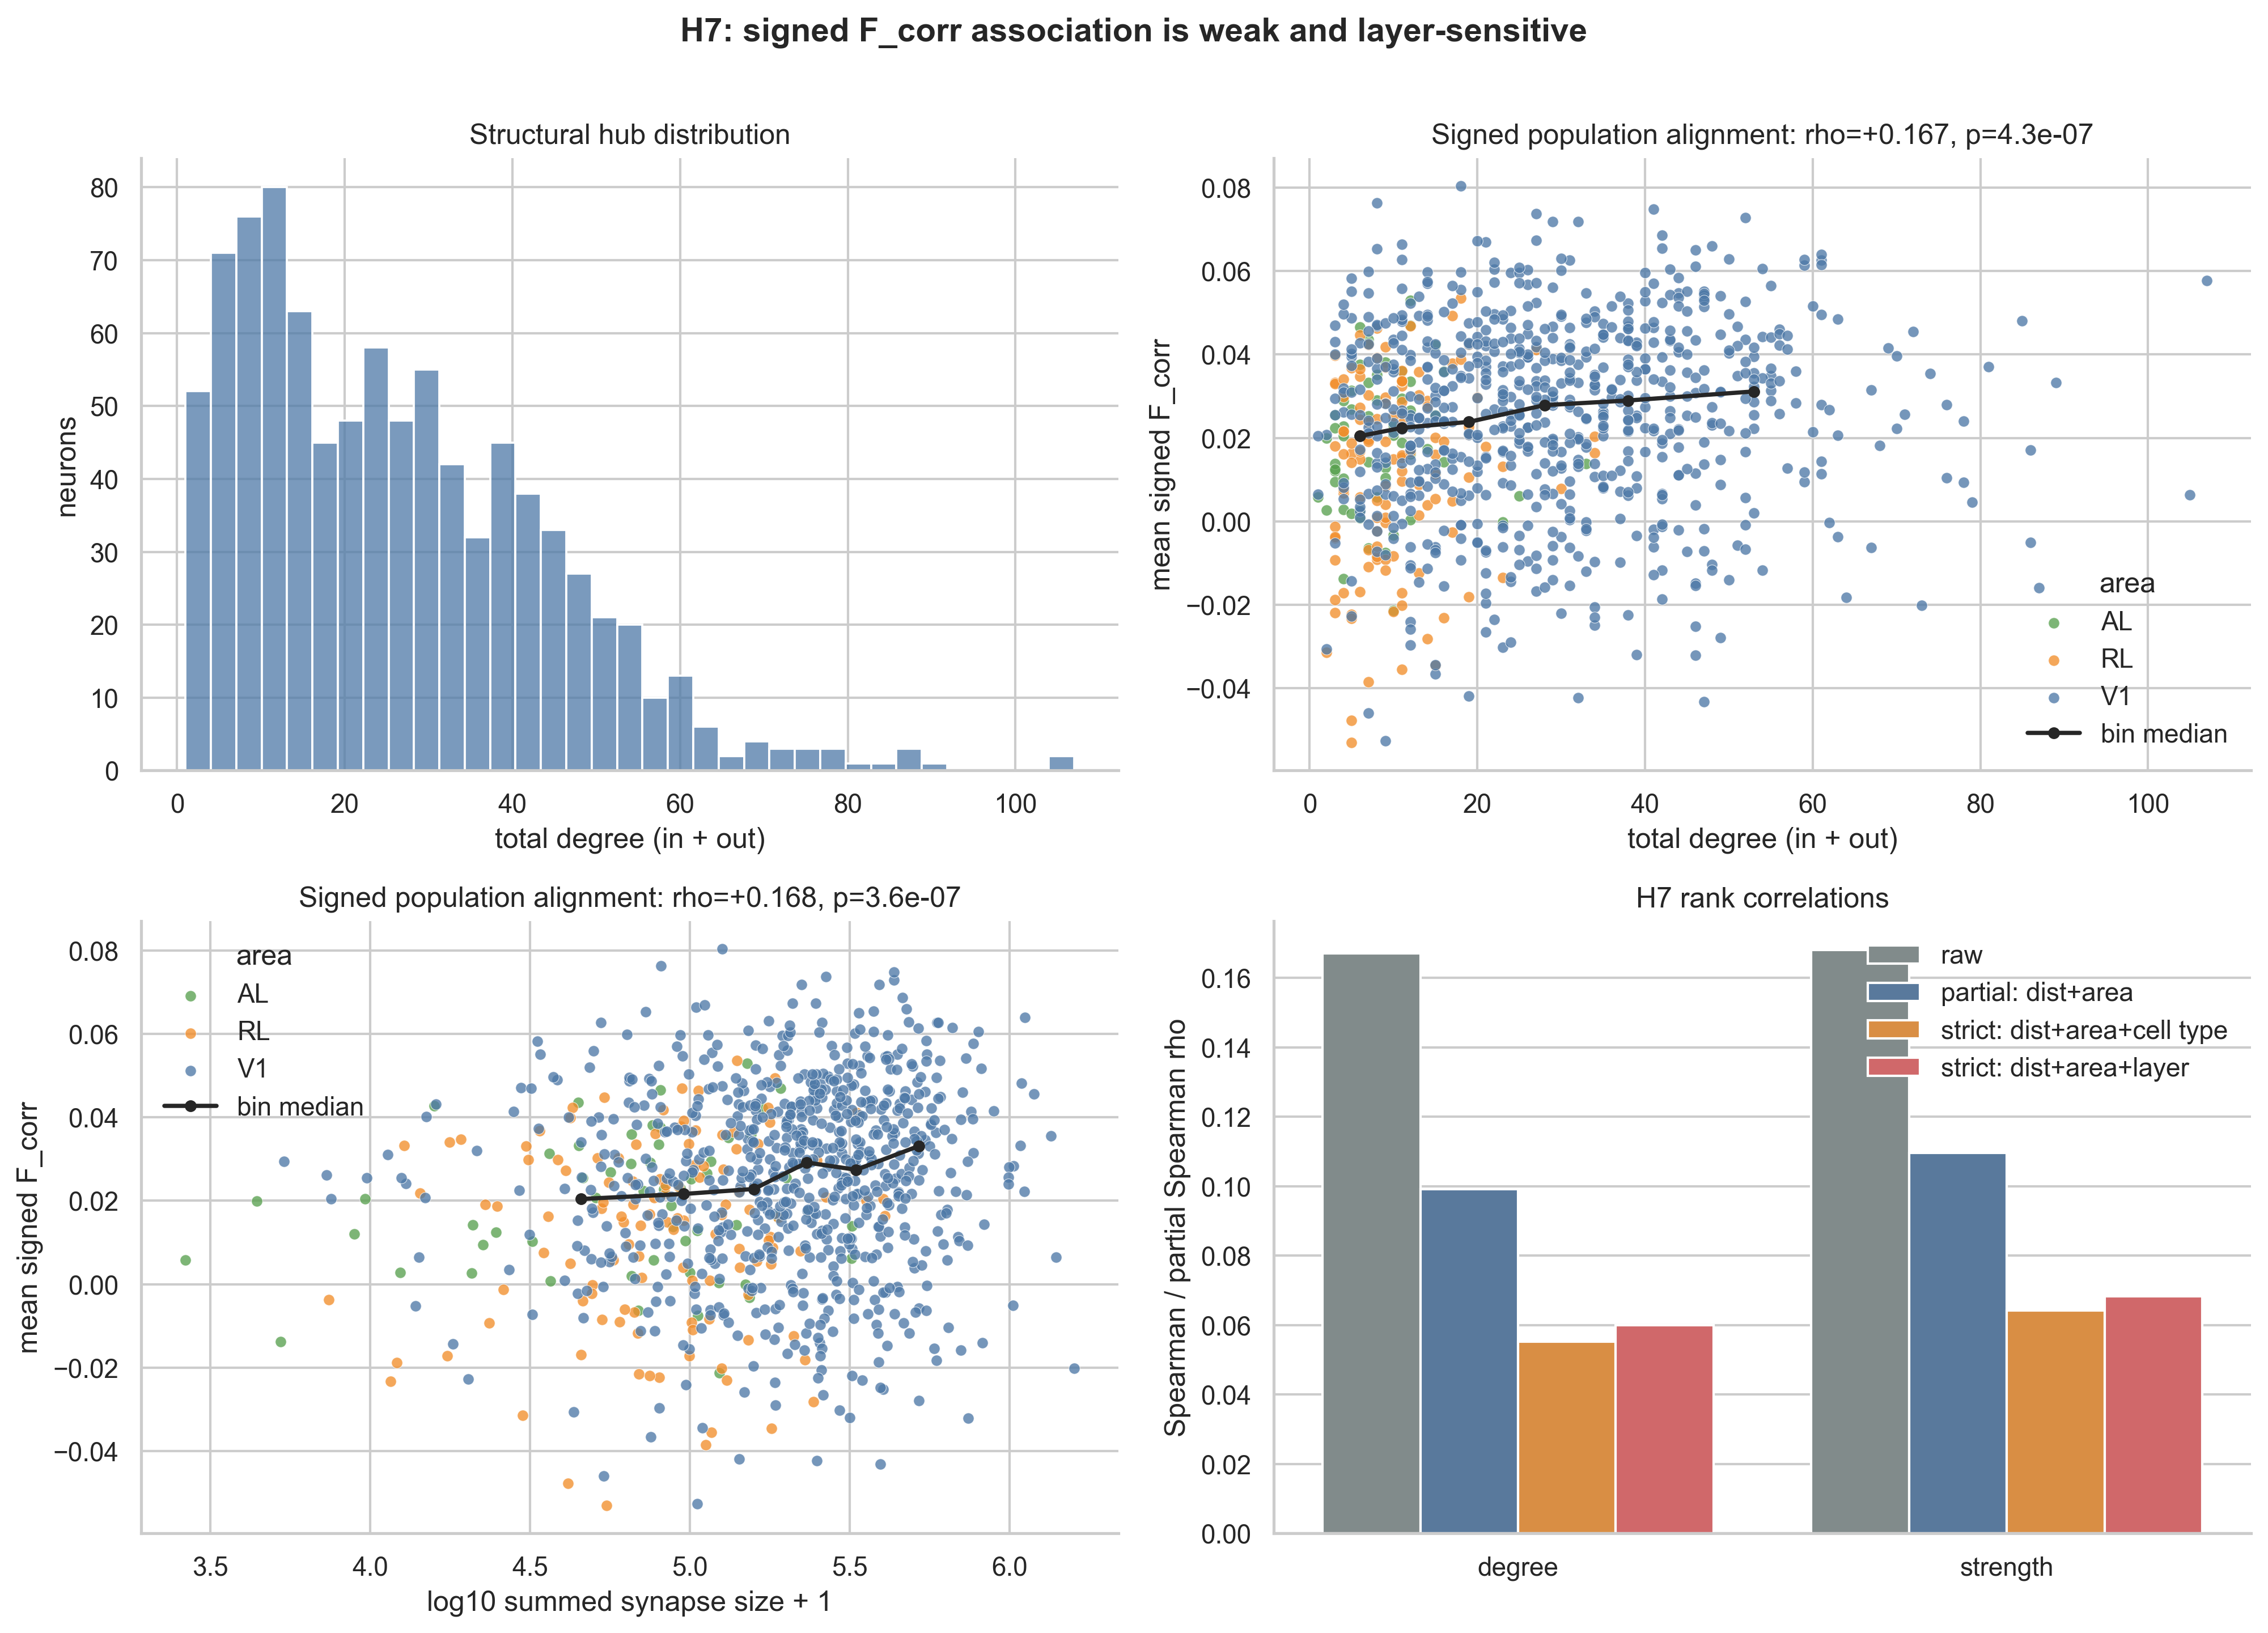 H7: signed F_corr association is weak and layer-sensitive
Structural hub distribution
neurons
80
70
60
50
40
30
20
10
0
0 20 40 60 80 100
total degree (in + out)
Signed population alignment: rho=+0.167, p=4.3e-07
mean signed F_corr
0.08
0.06
0.04
0.02
0.00
−0.02
−0.04
area
AL
RL
V1
bin median
0 20 40 60 80 100
total degree (in + out)
Signed population alignment: rho=+0.168, p=3.6e-07
mean signed F_corr
0.08
0.06
0.04
0.02
0.00
−0.02
−0.04
area
AL
RL
V1
bin median
3.5 4.0 4.5 5.0 5.5 6.0
log10 summed synapse size + 1
H7 rank correlations
Spearman / partial Spearman rho
0.16
0.14
0.12
0.10
0.08
0.06
0.04
0.02
0.00
raw
partial: dist+area
strict: dist+area+cell type
strict: dist+area+layer
degree strength